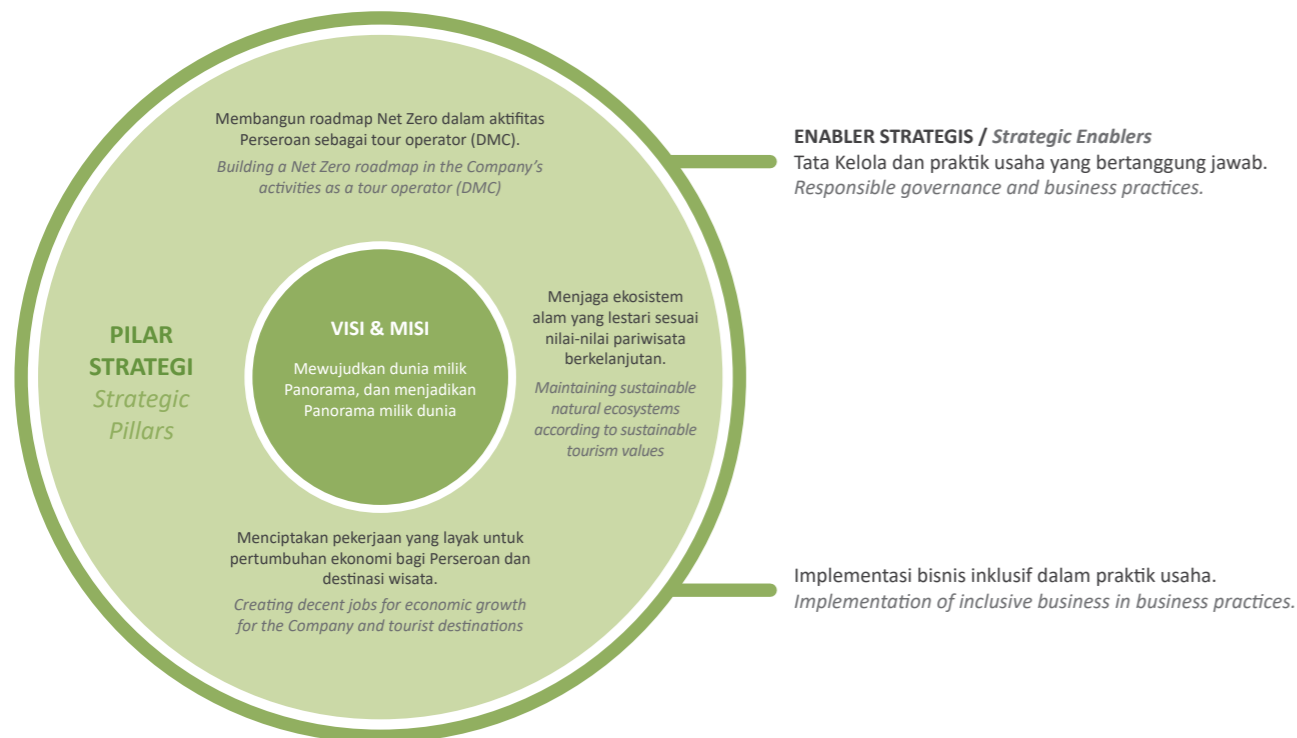 Membangun roadmap Net Zero dalam aktifitas
Perseroan sebagai tour operator (DMC).
Building a Net Zero roadmap in the Company's
activities as a tour operator (DMC)
ENABLER STRATEGIS / Strategic Enablers
Tata Kelola dan praktik usaha yang bertanggung jawab.
Responsible governance and business practices.
PILAR
STRATEGI
Strategic
Pillars
VISI & MISI
Mewujudkan dunia milik
Panorama, dan menjadikan
Panorama milik dunia
Menjaga ekosistem
alam yang lestari sesuai
nilai-nilai pariwisata
berkelanjutan.
Maintaining sustainable
natural ecosystems
according to sustainable
tourism values
Menciptakan pekerjaan yang layak untuk
pertumbuhan ekonomi bagi Perseroan dan
destinasi wisata.
Creating decent jobs for economic growth
for the Company and tourist destinations
Implementasi bisnis inklusif dalam praktik usaha.
Implementation of inclusive business in business practices.